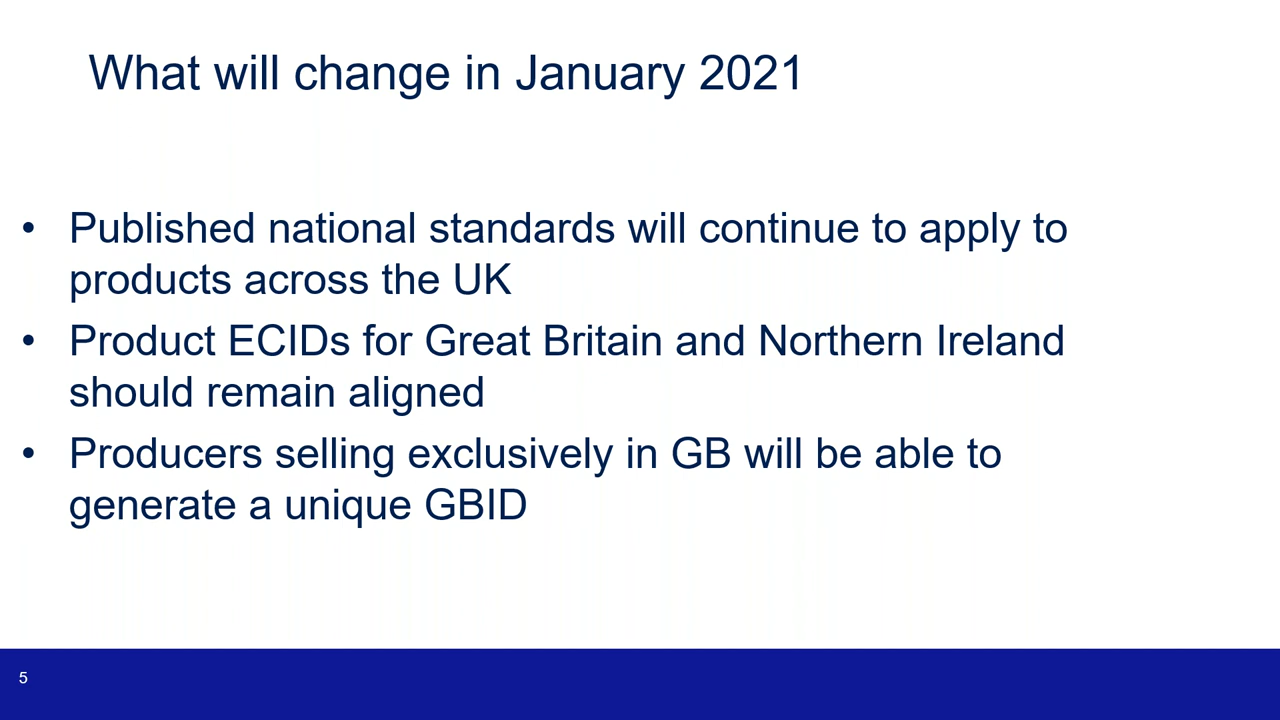 What will change in January 2021
• Published national standards will continue to apply to
products across the UK
• Product ECIDs for Great Britain and Northern Ireland
should remain aligned
• Producers selling exclusively in GB will be able to
generate a unique GBID
5